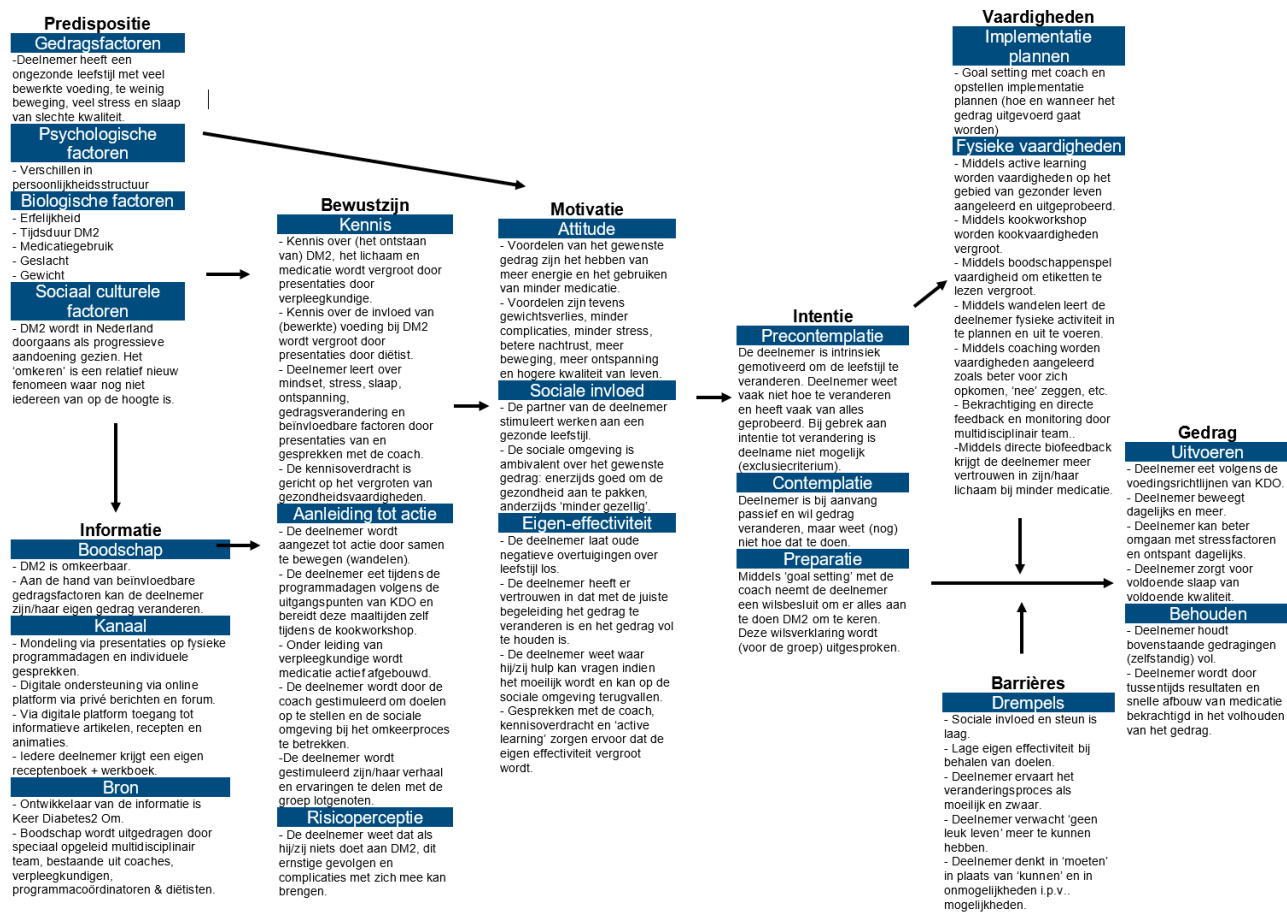 Predispositie
Gedragsfactoren
-Deelnemer heeft een
ongezonde leefstijl met veel
bewerkte voeding, te weinig
beweging, veel stress en slaap
van slechte kwaliteit.
Psychologische
factoren
- Verschillen in
persoonlijkheidsstructuur
Biologische factoren
- Erfelijkheid
- Tijdsduur DM2
- Medicatiegebruik
- Geslacht
- Gewicht
Sociaal culturele
factoren
- DM2 wordt in Nederland
doorgaans als progressieve
aandoening gezien. Het
‘omkeren’ is een relatief nieuw
fenomeen waar nog niet
iedereen van op de hoogte is.
Informatie
Boodschap
- DM2 is omkeerbaar.
- Aan de hand van beïnvloedbare
gedragsfactoren kan de deelnemer
zijn/haar eigen gedrag veranderen.
Kanaal
- Mondeling via presentaties op fysieke
programmadagen en individuele
gesprekken.
- Digitale ondersteuning via online
platform via privé berichten en forum.
- Via digitale platform toegang tot
informatieve artikelen, recepten en
animaties.
- Iedere deelnemer krijgt een eigen
receptenboek + werkboek.
Bron
- Ontwikkelaar van de informatie is
Keer Diabetes2 Om.
- Boodschap wordt uitgedragen door
speciaal opgeleid multidisciplinair
team, bestaande uit coaches,
verpleegkundigen,
programmacoördinatoren & diëtisten.
Bewustzijn
Kennis
- Kennis over (het ontstaan
van) DM2, het lichaam en
medicatie wordt vergroot door
presentaties door
verpleegkundige.
- Kennis over de invloed van
(bewerkte) voeding bij DM2
wordt vergroot door
presentaties door diëtist.
- Deelnemer leert over
mindset, stress, slaap,
ontspanning,
gedragsverandering en
beïnvloedbare factoren door
presentaties van en
gesprekken met de coach.
- De kennisoverdracht is
gericht op het vergroten van
gezondheidsvaardigheden.
Aanleiding tot actie
- De deelnemer wordt
aangezet tot actie door samen
te bewegen (wandelen).
- De deelnemer eet tijdens de
programmadagen volgens de
uitgangspunten van KDO en
bereidt deze maaltijden zelf
tijdens de kookworkshop.
- Onder leiding van
verpleegkundige wordt
medicatie actief afgebouwd.
- De deelnemer wordt door de
coach gestimuleerd om doelen
op te stellen en de sociale
omgeving bij het omkeerproces
te betrekken.
-De deelnemer wordt
gestimuleerd zijn/haar verhaal
en ervaringen te delen met de
groep lotgenoten.
Risicoperceptie
- De deelnemer weet dat als
hij/zij niets doet aan DM2, dit
ernstige gevolgen en
complicaties met zich mee kan
brengen.
Motivatie
Attitude
- Voordelen van het gewenste
gedrag zijn het hebben van
meer energie en het gebruiken
van minder medicatie.
- Voordelen zijn tevens
gewichtsverlies, minder
complicaties, minder stress,
betere nachtrust, meer
beweging, meer ontspanning
en hogere kwaliteit van leven.
Sociale invloed
- De partner van de deelnemer
stimuleert werken aan een
gezonde leefstijl.
- De sociale omgeving is
ambivalent over het gewenste
gedrag: enerzijds goed om de
gezondheid aan te pakken,
anderzijds ‘minder gezellig’.
Eigen-effectiviteit
- De deelnemer laat oude
negatieve overtuigingen over
leefstijl los.
- De deelnemer heeft er
vertrouwen in dat met de juiste
begeleiding het gedrag te
veranderen is en het gedrag vol
te houden is.
- De deelnemer weet waar
hij/zij hulp kan vragen indien
het moeilijk wordt en kan op de
sociale omgeving terugvallen.
- Gesprekken met de coach,
kennisoverdracht en ‘active
learning’ zorgen ervoor dat de
eigen effectiviteit vergroot
wordt.
Intentie
Precontemplatie
De deelnemer is intrinsiek
gemotiveerd om de leefstijl te
veranderen. Deelnemer weet
vaak niet hoe te veranderen
en heeft vaak van alles
geprobeerd. Bij gebrek aan
intentie tot verandering is
deelname niet mogelijk
(exclusiecriterium).
Contemplatie
Deelnemer is bij aanvang
passief en wil gedrag
veranderen, maar weet (nog)
niet hoe dat te doen.
Preparatie
Middels ‘goal setting’ met de
coach neemt de deelnemer
een wilsbesluit om er alles aan
te doen DM2 om te keren.
Deze wilsverklaring wordt
(voor de groep) uitgesproken.
Vaardigheden
Implementatie
plannen
- Goal setting met coach en
opstellen implementatie
plannen (hoe en wanneer het
gedrag uitgevoerd gaat
worden)
Fysieke vaardigheden
- Middels active learning
worden vaardigheden op het
gebied van gezonder leven
aangeleerd en uitgeprobeerd.
- Middels kookworkshop
worden kookvaardigheden
vergroot.
- Middels boodschappenspel
vaardigheid om etiketten te
lezen vergroot.
- Middels wandelen leert de
deelnemer fysieke activiteit in
te plannen en uit te voeren.
- Middels coaching worden
vaardigheden aangeleerd
zoals beter voor zich
opkomen, ‘nee’ zeggen, etc.
- Bekrachtiging en directe
feedback en monitoring door
multidisciplinair team..
-Middels directe biofeedback
krijgt de deelnemer meer
vertrouwen in zijn/haar
lichaam bij minder medicatie.
Barrières
Drempels
- Sociale invloed en steun is
laag.
- Lage eigen effectiviteit bij
behalen van doelen.
- Deelnemer ervaart het
veranderingsproces als
moeilijk en zwaar.
- Deelnemer verwacht ‘geen
leuk leven’ meer te kunnen
hebben.
- Deelnemer denkt in ‘moeten’
in plaats van ‘kunnen’ en in
onmogelijkheden i.p.v..
mogelijkheden.
Gedrag
Uitvoeren
- Deelnemer eet volgens de
voedingsrichtlijnen van KDO.
- Deelnemer beweegt
dagelijks en meer.
- Deelnemer kan beter
omgaan met stressfactoren
en ontspant dagelijks.
- Deelnemer zorgt voor
voldoende slaap van
voldoende kwaliteit.
Behouden
- Deelnemer houdt
bovenstaande gedragingen
(zelfstandig) vol.
- Deelnemer wordt door
tussentijds resultaten en
snelle afbouw van medicatie
bekrachtigd in het volhouden
van het gedrag.